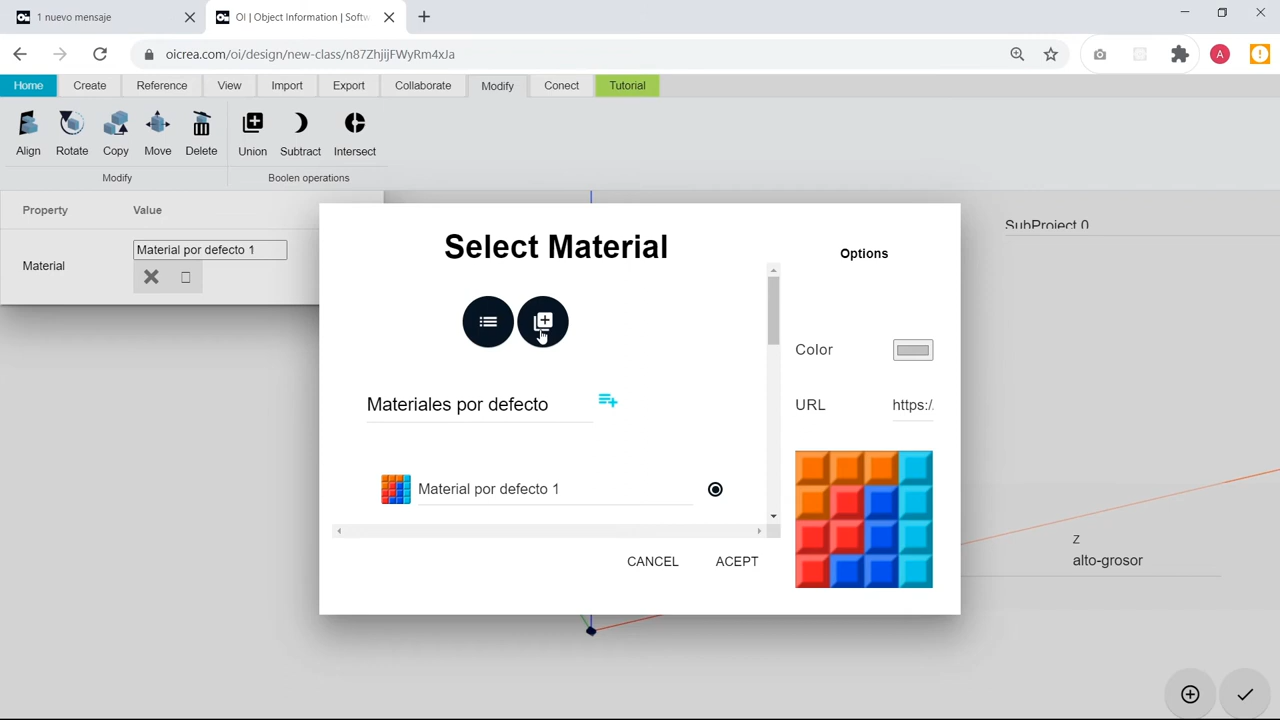 1 nuevo mensaje
OI | Object Information | Softw
oicrea.com/oi/design/new-class/n87ZhjijFWyRm4xJa
A
Home Create Reference View Import Export Collaborate Modify Conect Tutorial
Align Rotate Copy Move Delete Union Subtract Intersect
Modify Boolen operations
Property Value
Material
Material por defecto 1
SubProject 0
Select Material
Options
Color
Materiales por defecto
URL https:/.
Material por defecto 1
CANCEL ACEPT
z
alto-grosor